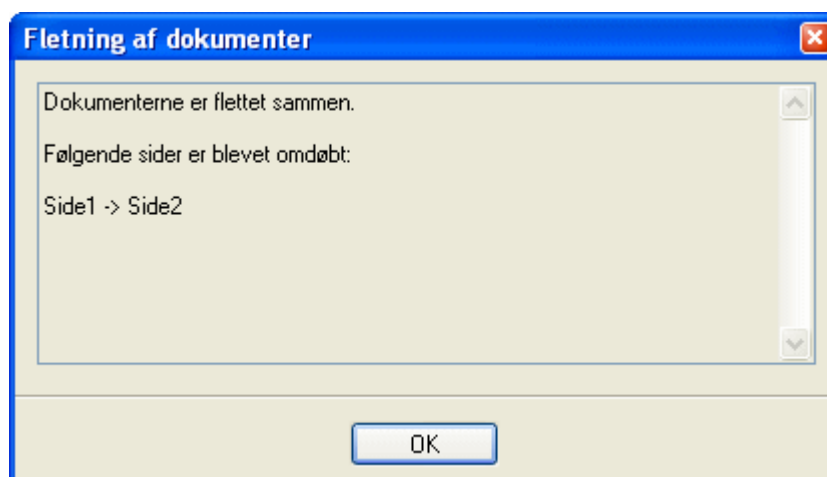 Fletning af dokumenter
Dokumenterne er flettet sammen.
Følgende sider er blevet omdøbt:
Side1 -> Side2
OK